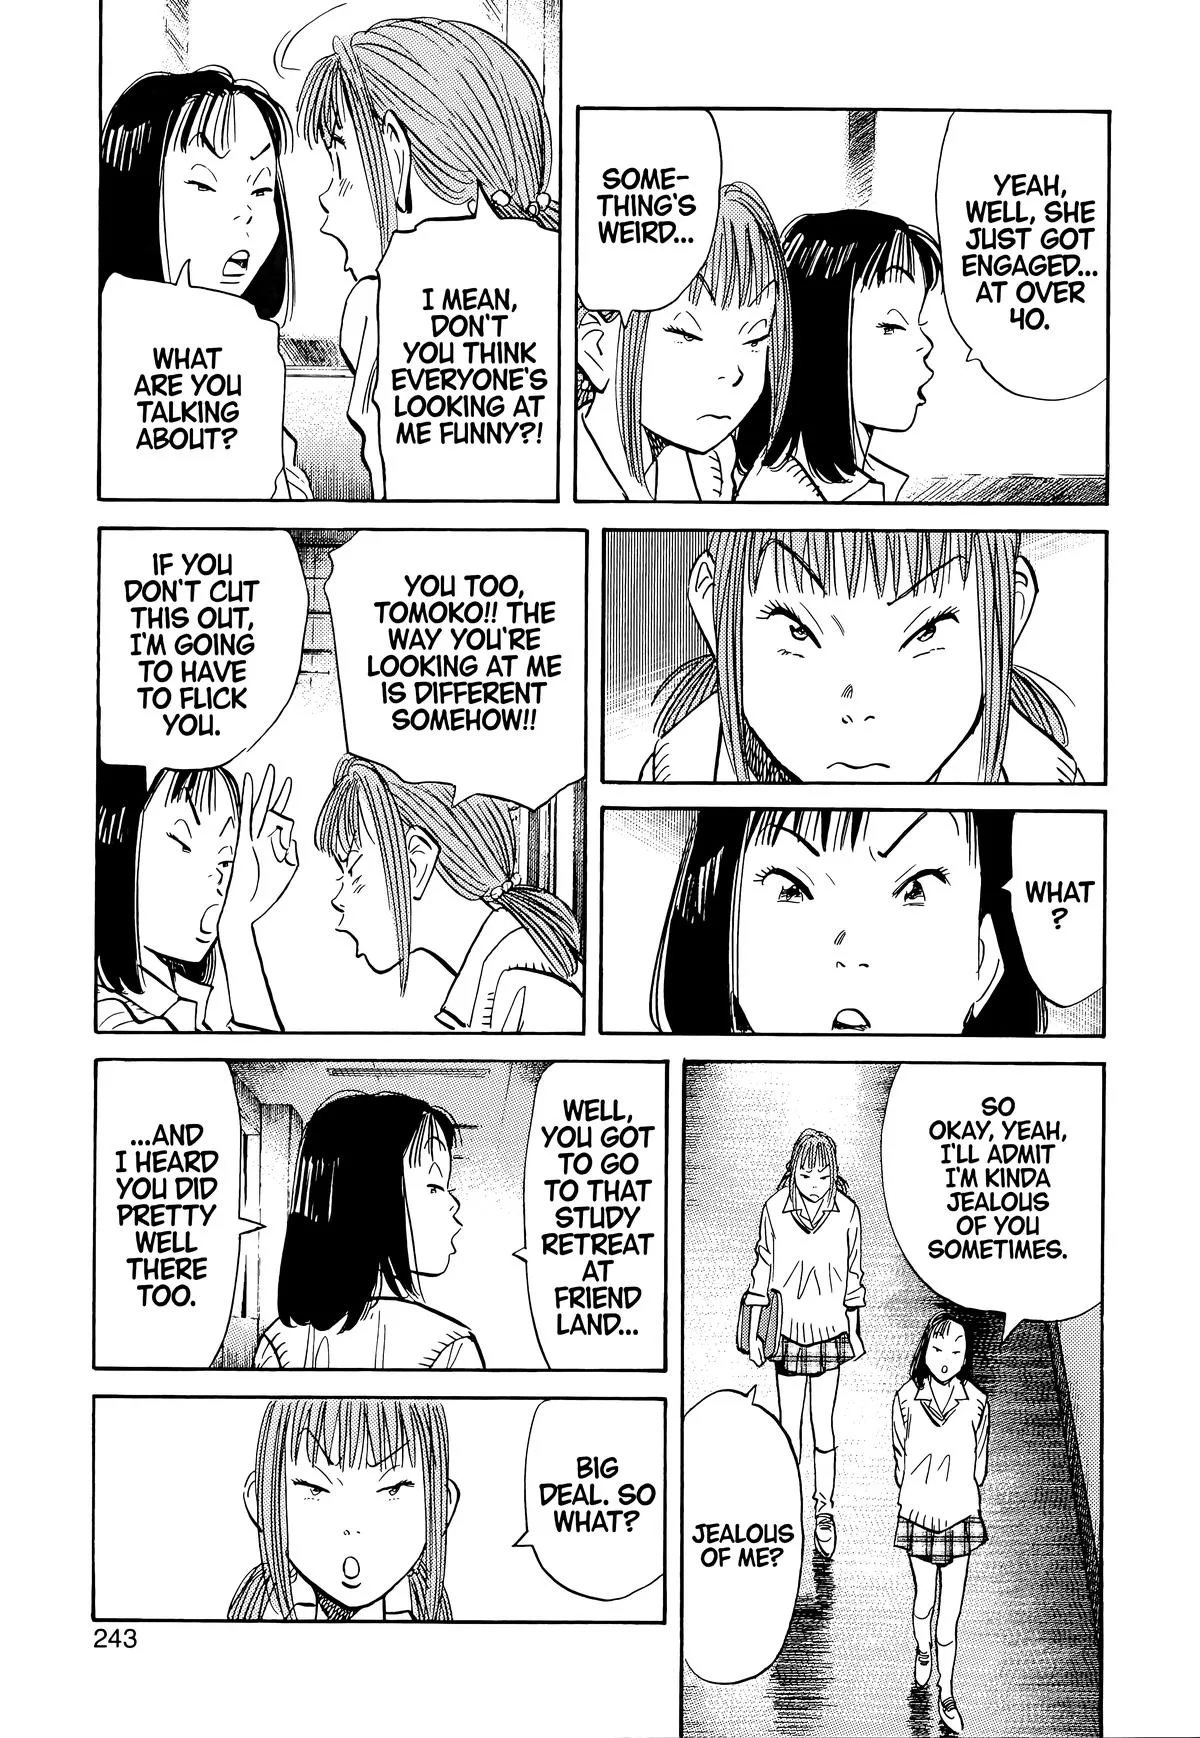 YEAH,
WELL, SHE
JUST GOT
ENGAGED...
AT OVER
40.
SOME-
THING'S
WEIRD...
I MEAN,
DON'T
YOU THINK
EVERYONE'S
LOOKING AT
ME FUNNY?!
WHAT
ARE YOU
TALKING
ABOUT?
WHAT
?
YOU TOO,
TOMOKO!! THE
WAY YOU'RE
LOOKING AT ME
IS DIFFERENT
SOMEHOW!!
IF YOU
DON'T CUT
THIS OUT,
I'M GOING
TO HAVE
TO FLICK
YOU.
SO
OKAY, YEAH,
I'LL ADMIT
I'M KINDA
JEALOUS
OF YOU
SOMETIMES.
JEALOUS
OF ME?
WELL,
YOU GOT
TO GO
TO THAT
STUDY
RETREAT
AT
FRIEND
LAND...
...AND
I HEARD
YOU DID
PRETTY
WELL
THERE
TOO.
BIG
DEAL. SO
WHAT?
243